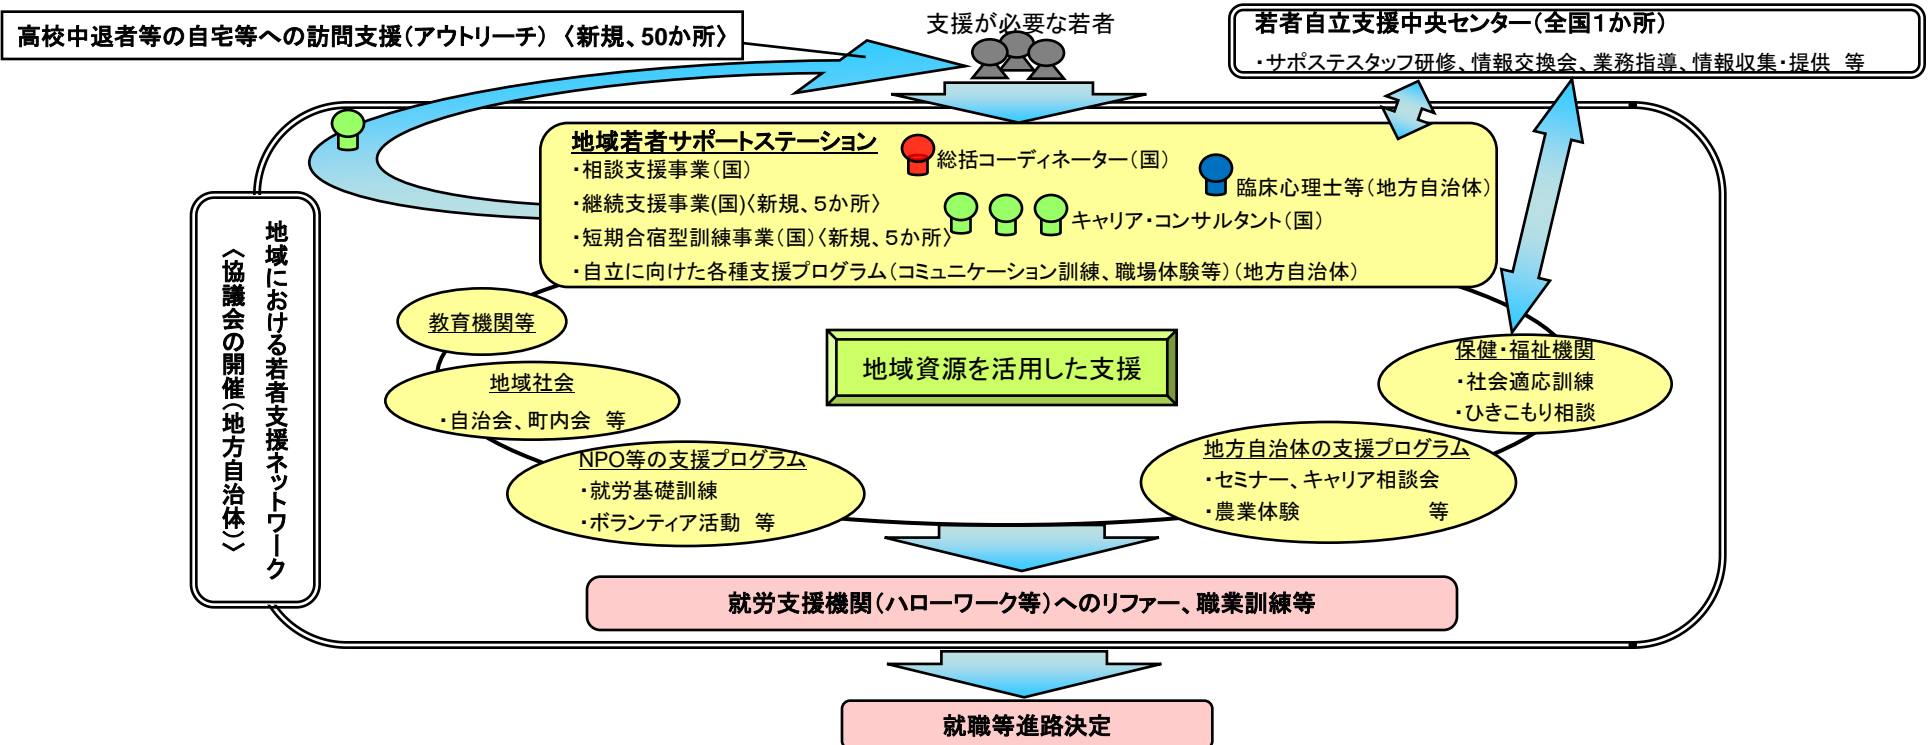 高校中退者等の自宅等への訪問支援(アウトリーチ) 〈新規、50か所〉
支援が必要な若者
若者自立支援中央センター(全国1か所)
・サポステスタッフ研修、情報交換会、業務指導、情報収集・提供 等
地域若者サポートステーション
・相談支援事業(国)
・継続支援事業(国)〈新規、5か所〉
・短期合宿型訓練事業(国)〈新規、5か所〉
・自立に向けた各種支援プログラム(コミュニケーション訓練、職場体験等)(地方自治体)
総括コーディネーター(国)
臨床心理士等(地方自治体)
キャリア・コンサルタント(国)
地域における若者支援ネットワーク
〈協議会の開催(地方自治体)〉
教育機関等
地域社会
・自治会、町内会 等
NPO等の支援プログラム
・就労基礎訓練
・ボランティア活動 等
地域資源を活用した支援
保健・福祉機関
・社会適応訓練
・ひきこもり相談
地方自治体の支援プログラム
・セミナー、キャリア相談会
・農業体験 等
就労支援機関(ハローワーク等)へのリファー、職業訓練等
就職等進路決定